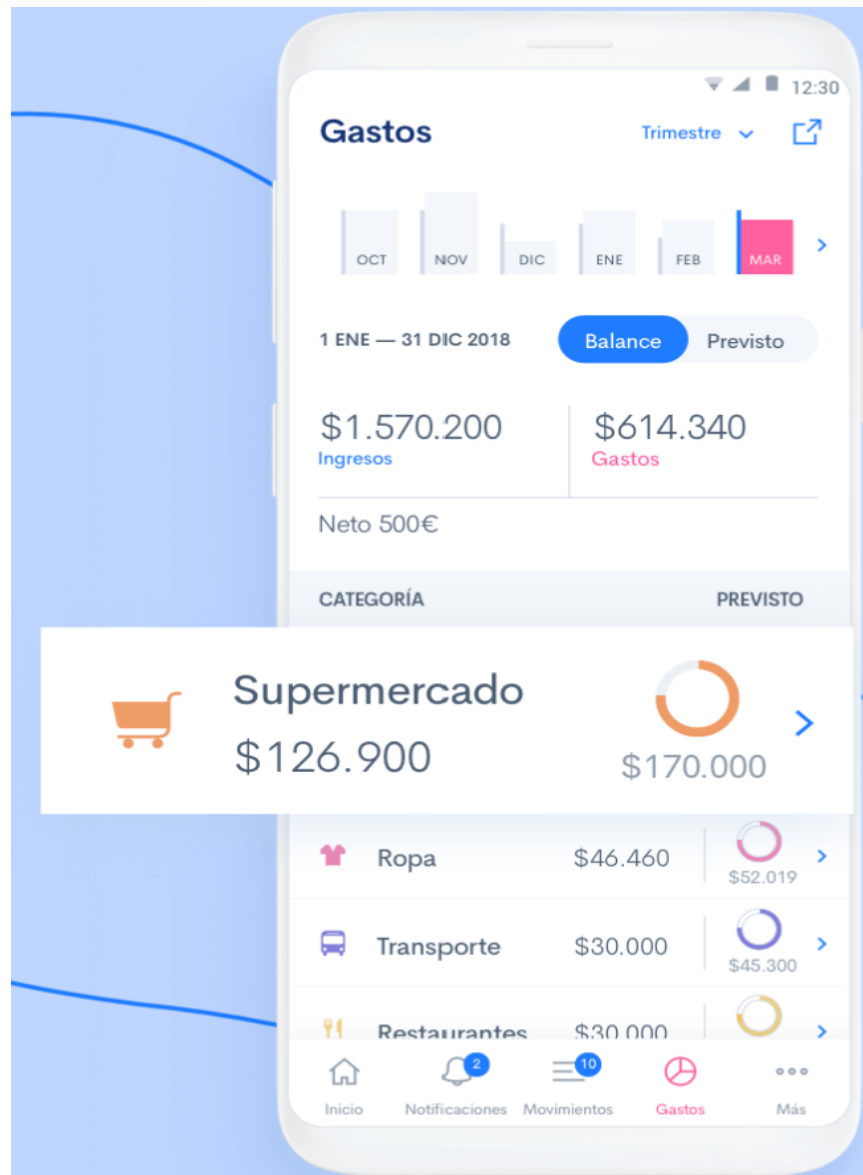 12:30
Gastos Trimestre
OCT NOV DIC ENE FEB MAR
1 ENE — 31 DIC 2018 Balance Previsto
$1.570.200 $614.340
Ingresos Gastos
Neto 500€
CATEGORÍA PREVISTO
Supermercado
$126.900 $170.000
Ropa $46.460 $52.019
Transporte $30.000 $45.300
Restaurantes $30.000
2 10
Inicio Notificaciones Movimientos Gastos Más